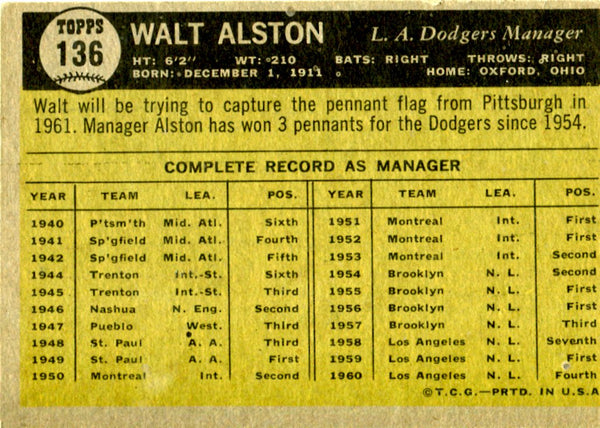 TOPPS
136
WALT ALSTON L. A. Dodgers Manager
HT: 6'2" WT: 210 BATS: RIGHT THROWS: RIGHT
BORN: DECEMBER 1, 1911 HOME: OXFORD, OHIO
Walt will be trying to capture the pennant flag from Pittsburgh in
1961. Manager Alston has won 3 pennants for the Dodgers since 1954.
COMPLETE RECORD AS MANAGER
YEAR TEAM LEA. POS. YEAR TEAM LEA. POS.
1940 P'tsm'th Mid. Atl. Sixth 1951 Montreal Int. First
1941 Sp'gfield Mid. Atl. Fourth 1952 Montreal Int. First
1942 Sp'gfield Mid. Atl. Fifth 1953 Montreal Int. Second
1944 Trenton Int.-St. Sixth 1954 Brooklyn N. L. Second
1945 Trenton Int.-St. Third 1955 Brooklyn N. L. First
1946 Nashua N. Eng. Second 1956 Brooklyn N. L. First
1947 Pueblo West. Third 1957 Brooklyn N. L. Third
1948 St. Paul A. A. Third 1958 Los Angeles N. L. Seventh
1949 St. Paul A. A. First 1959 Los Angeles N. L. First
1950 Montreal Int. Second 1960 Los Angeles N. L. Fourth
©T.C.G.—PRTD. IN U.S.A